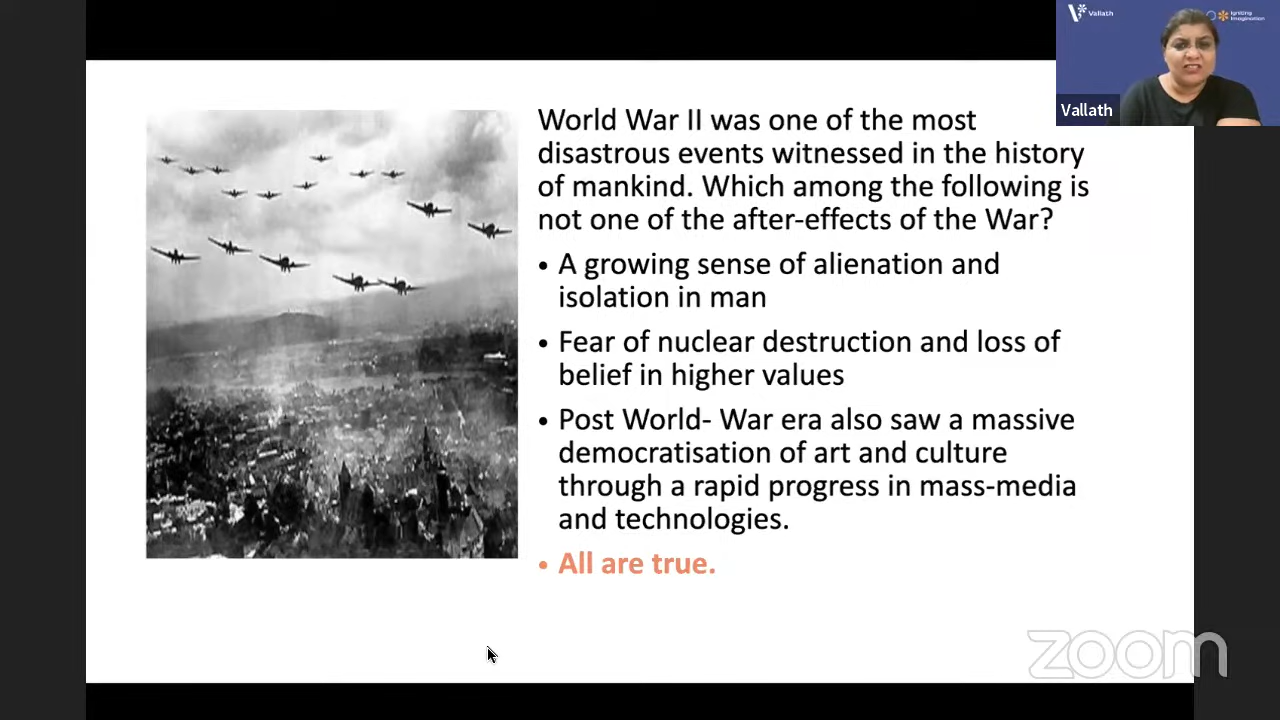 World War II was one of the most
disastrous events witnessed in the history
of mankind. Which among the following is
not one of the after-effects of the War?
• A growing sense of alienation and
isolation in man
• Fear of nuclear destruction and loss of
belief in higher values
• Post World- War era also saw a massive
democratisation of art and culture
through a rapid progress in mass-media
and technologies.
• All are true.
Vallath
Igniting
Imagination
Vallath
zoom